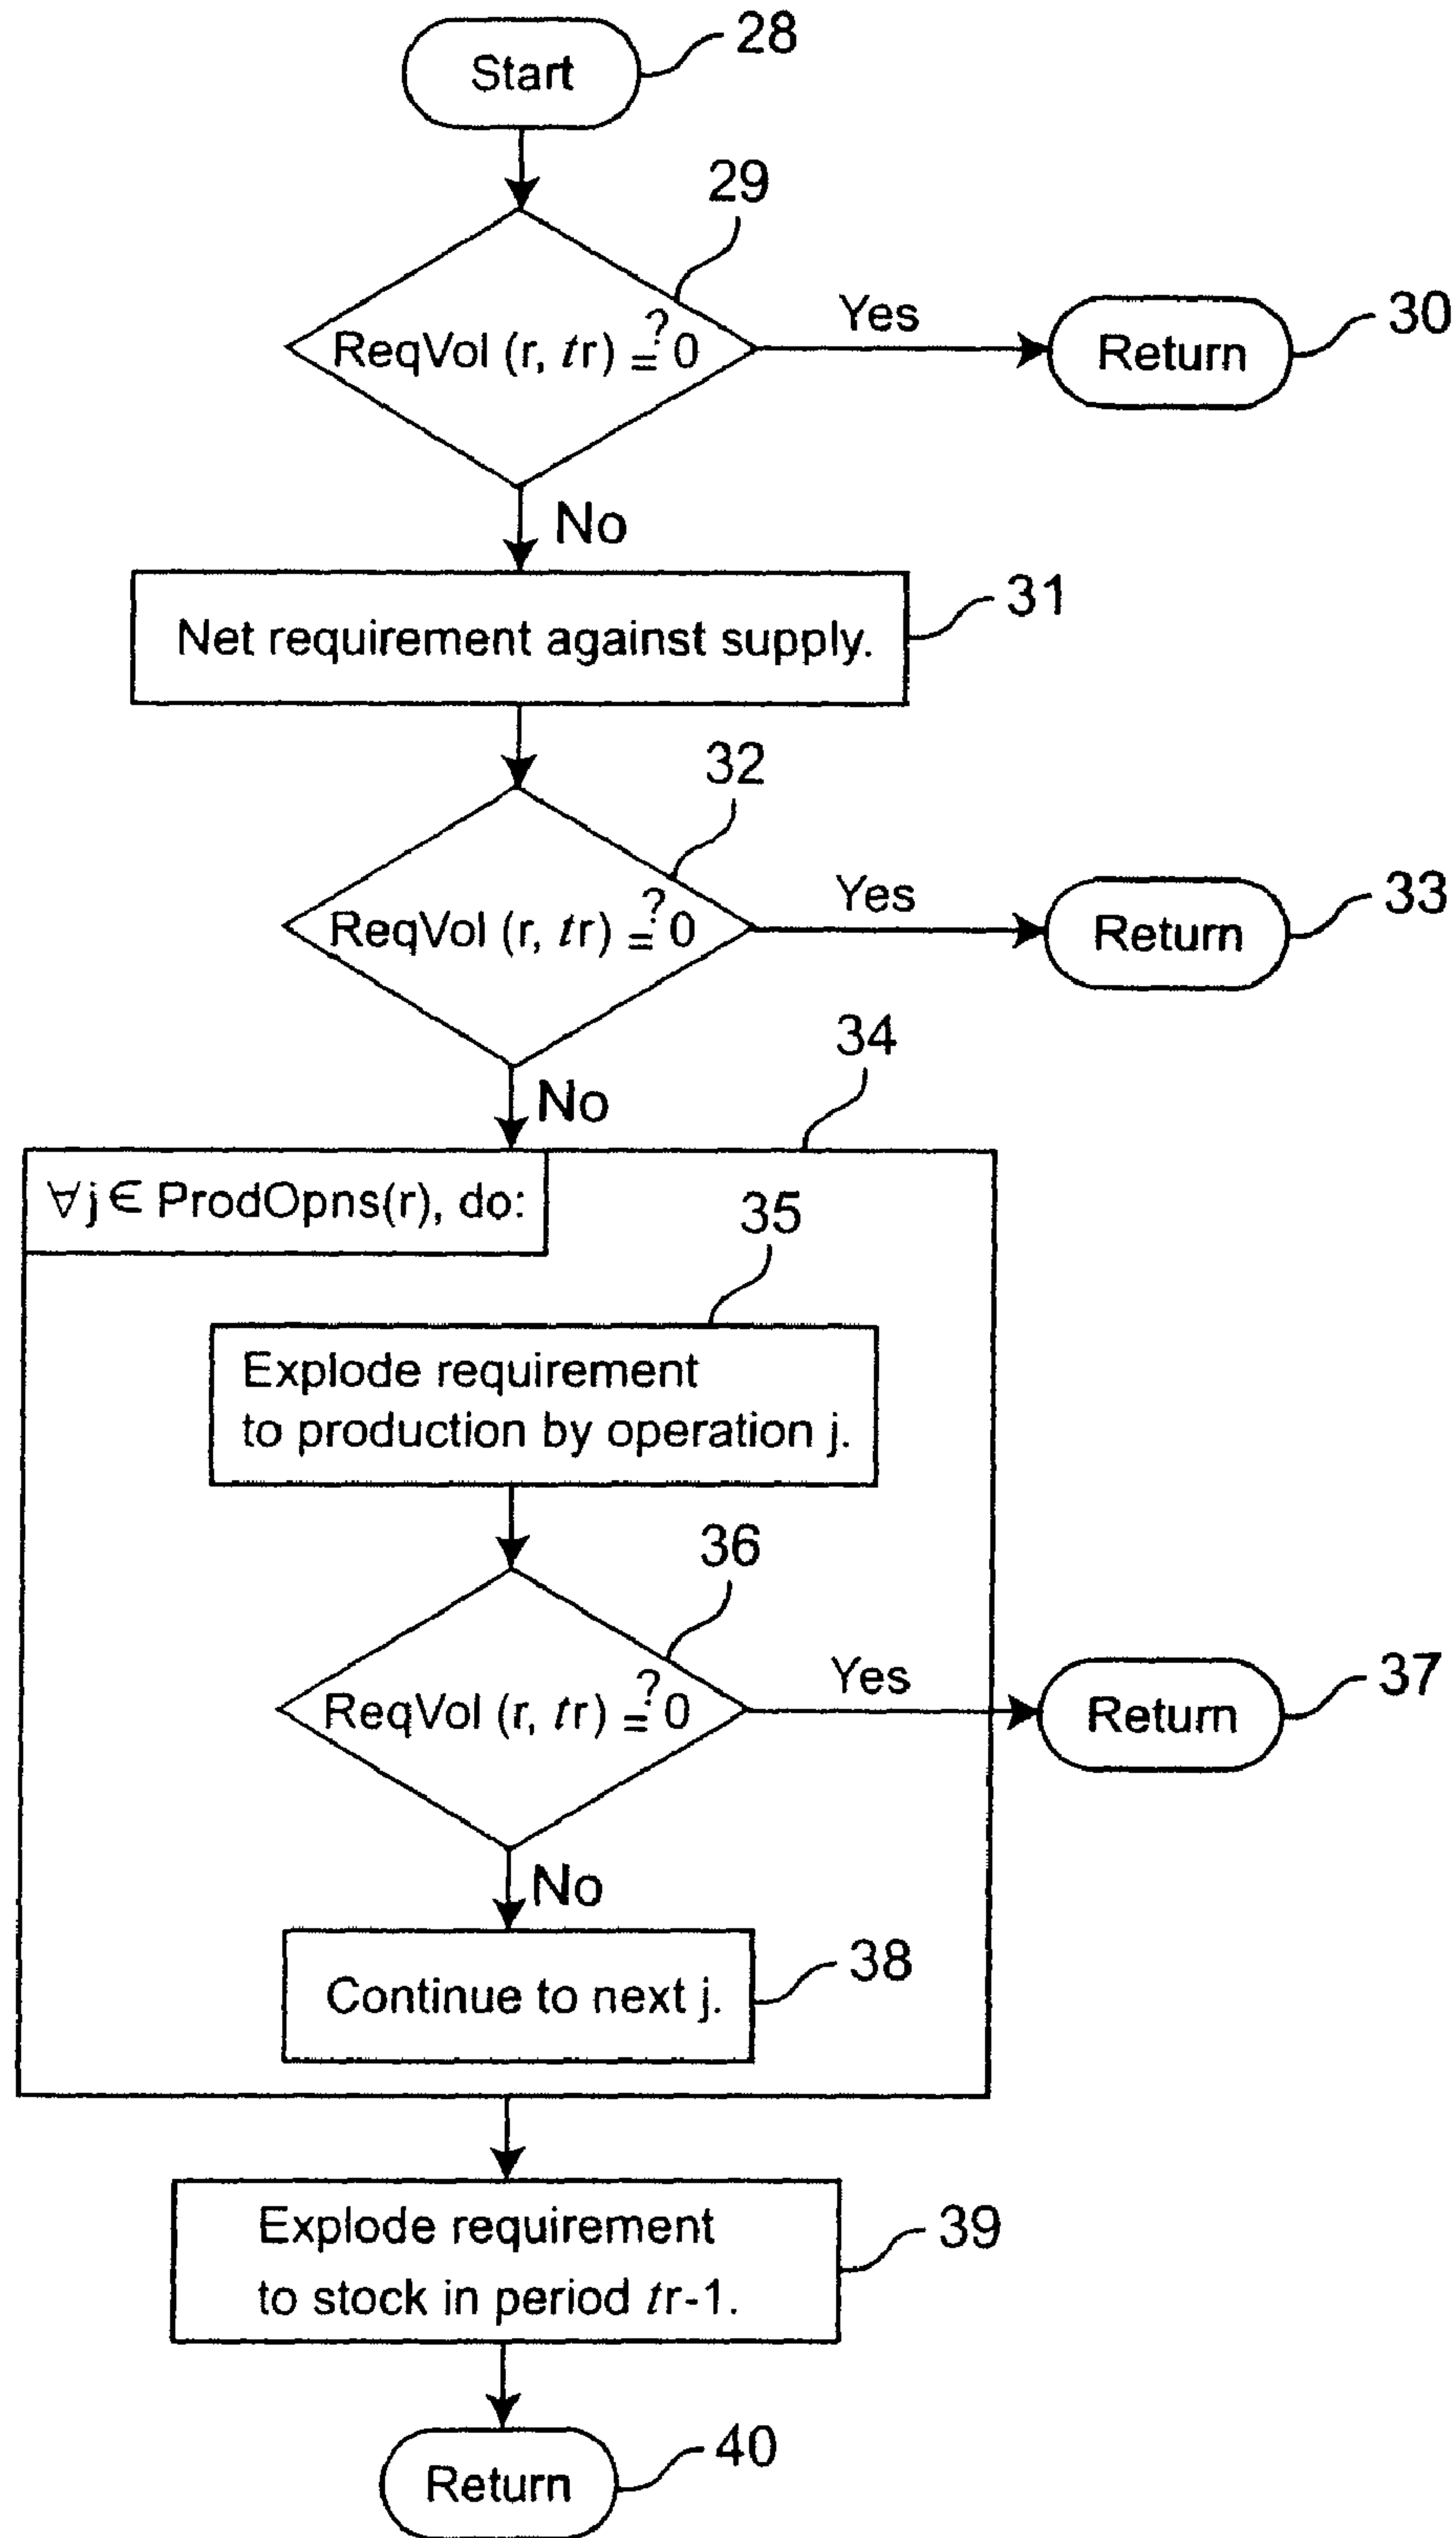 Start
28
29
ReqVol (r, tr) ≟ 0
Yes
Return
30
No
Net requirement against supply.
31
32
ReqVol (r, tr) ≟ 0
Yes
Return
33
No
34
∀j ∈ ProdOpns(r), do:
35
Explode requirement
to production by operation j.
36
ReqVol (r, tr) ≟ 0
Yes
Return
37
No
Continue to next j.
38
Explode requirement
to stock in period tr-1.
39
Return
40